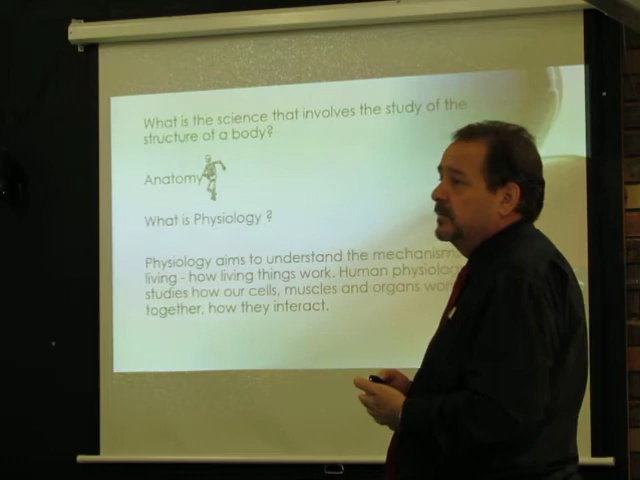 What is the science that involves the study of the
structure of a body?
Anatomy
What is Physiology ?
Physiology aims to understand the mechanisms
living - how living things work. Human
studies how our cells, muscles and organs
together, how they interact.